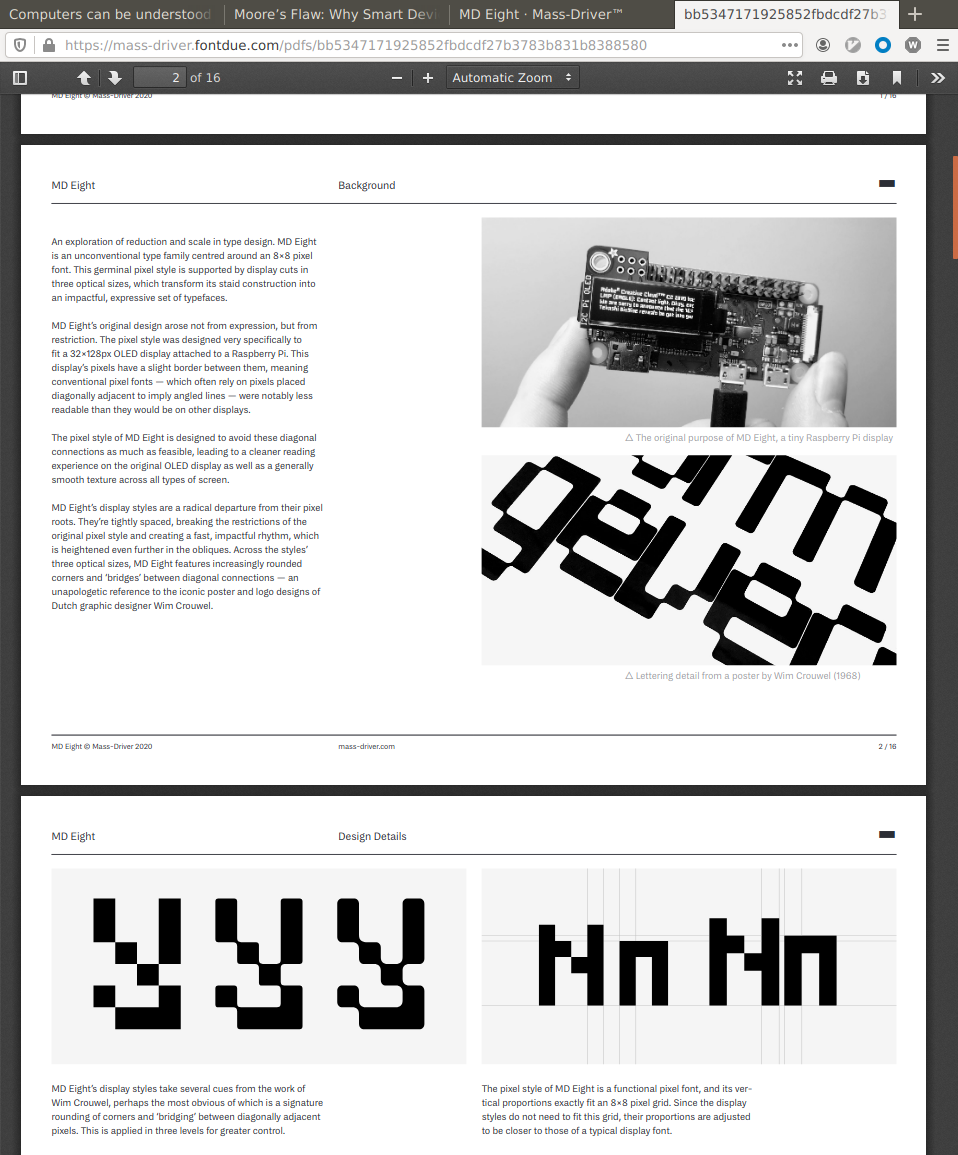 Computers can be understood
Moore's Flaw: Why Smart Devi
MD Eight · Mass-Driver™
bb5347171925852fbdcdf27b3
https://mass-driver.fontdue.com/pdfs/bb5347171925852fbdcdf27b3783b831b8388580
2 of 16
Automatic Zoom
MD Eight © Mass-Driver 2020
1 / 16
MD Eight
Background
An exploration of reduction and scale in type design. MD Eight
is an unconventional type family centred around an 8×8 pixel
font. This germinal pixel style is supported by display cuts in
three optical sizes, which transform its staid construction into
an impactful, expressive set of typefaces.
MD Eight's original design arose not from expression, but from
restriction. The pixel style was designed very specifically to
fit a 32×128px OLED display attached to a Raspberry Pi. This
display's pixels have a slight border between them, meaning
conventional pixel fonts — which often rely on pixels placed
diagonally adjacent to imply angled lines — were notably less
readable than they would be on other displays.
The pixel style of MD Eight is designed to avoid these diagonal
connections as much as feasible, leading to a cleaner reading
experience on the original OLED display as well as a generally
smooth texture across all types of screen.
MD Eight's display styles are a radical departure from their pixel
roots. They're tightly spaced, breaking the restrictions of the
original pixel style and creating a fast, impactful rhythm, which
is heightened even further in the obliques. Across the styles'
three optical sizes, MD Eight features increasingly rounded
corners and 'bridges' between diagonal connections — an
unapologetic reference to the iconic poster and logo designs of
Dutch graphic designer Wim Crouwel.
Adobe® Creative Cloud™ CC
Pi OLED
△ The original purpose of MD Eight, a tiny Raspberry Pi display
△ Lettering detail from a poster by Wim Crouwel (1968)
MD Eight © Mass-Driver 2020
mass-driver.com
2 / 16
MD Eight
Design Details
y y y
Nn Nn
MD Eight's display styles take several cues from the work of
Wim Crouwel, perhaps the most obvious of which is a signature
rounding of corners and 'bridging' between diagonally adjacent
pixels. This is applied in three levels for greater control.
The pixel style of MD Eight is a functional pixel font, and its ver-
tical proportions exactly fit an 8×8 pixel grid. Since the display
styles do not need to fit this grid, their proportions are adjusted
to be closer to those of a typical display font.